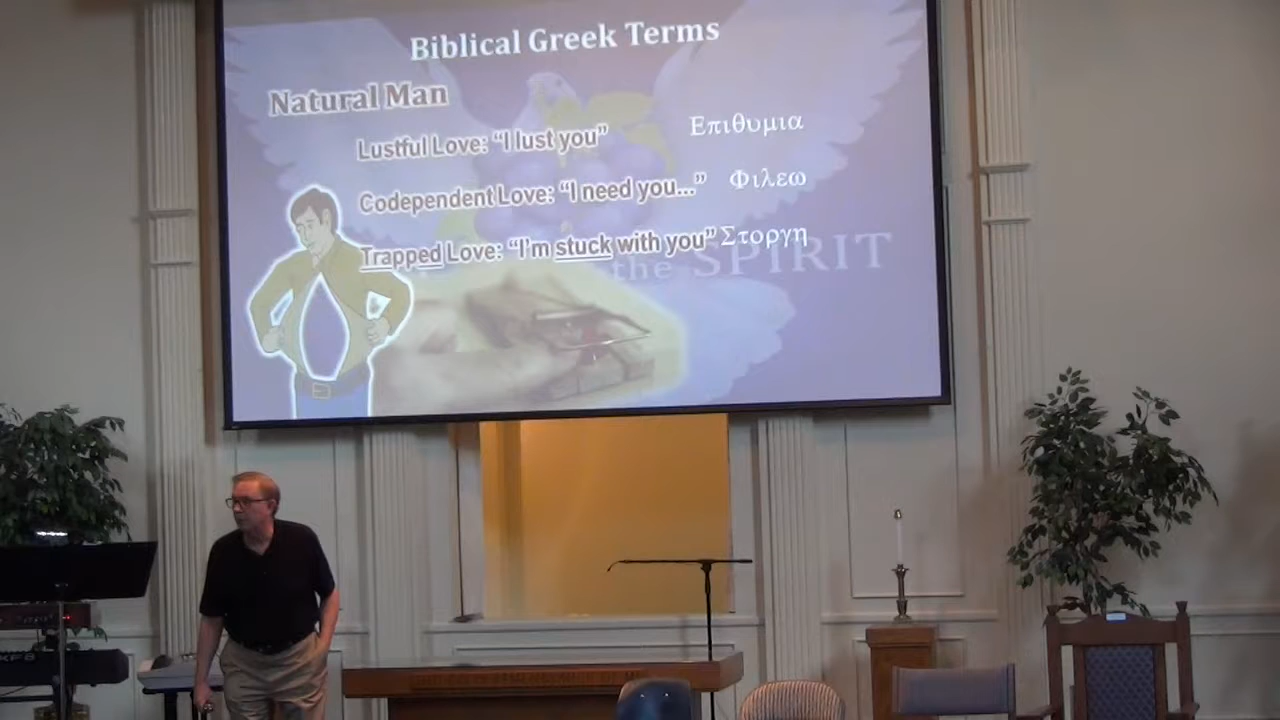 Biblical Greek Terms
Natural Man
Lustful Love: “I lust you” Επιθυμια
Codependent Love: “I need you...” Φιλεω
Trapped Love: “I'm stuck with you” Στοργη
the SPIRIT